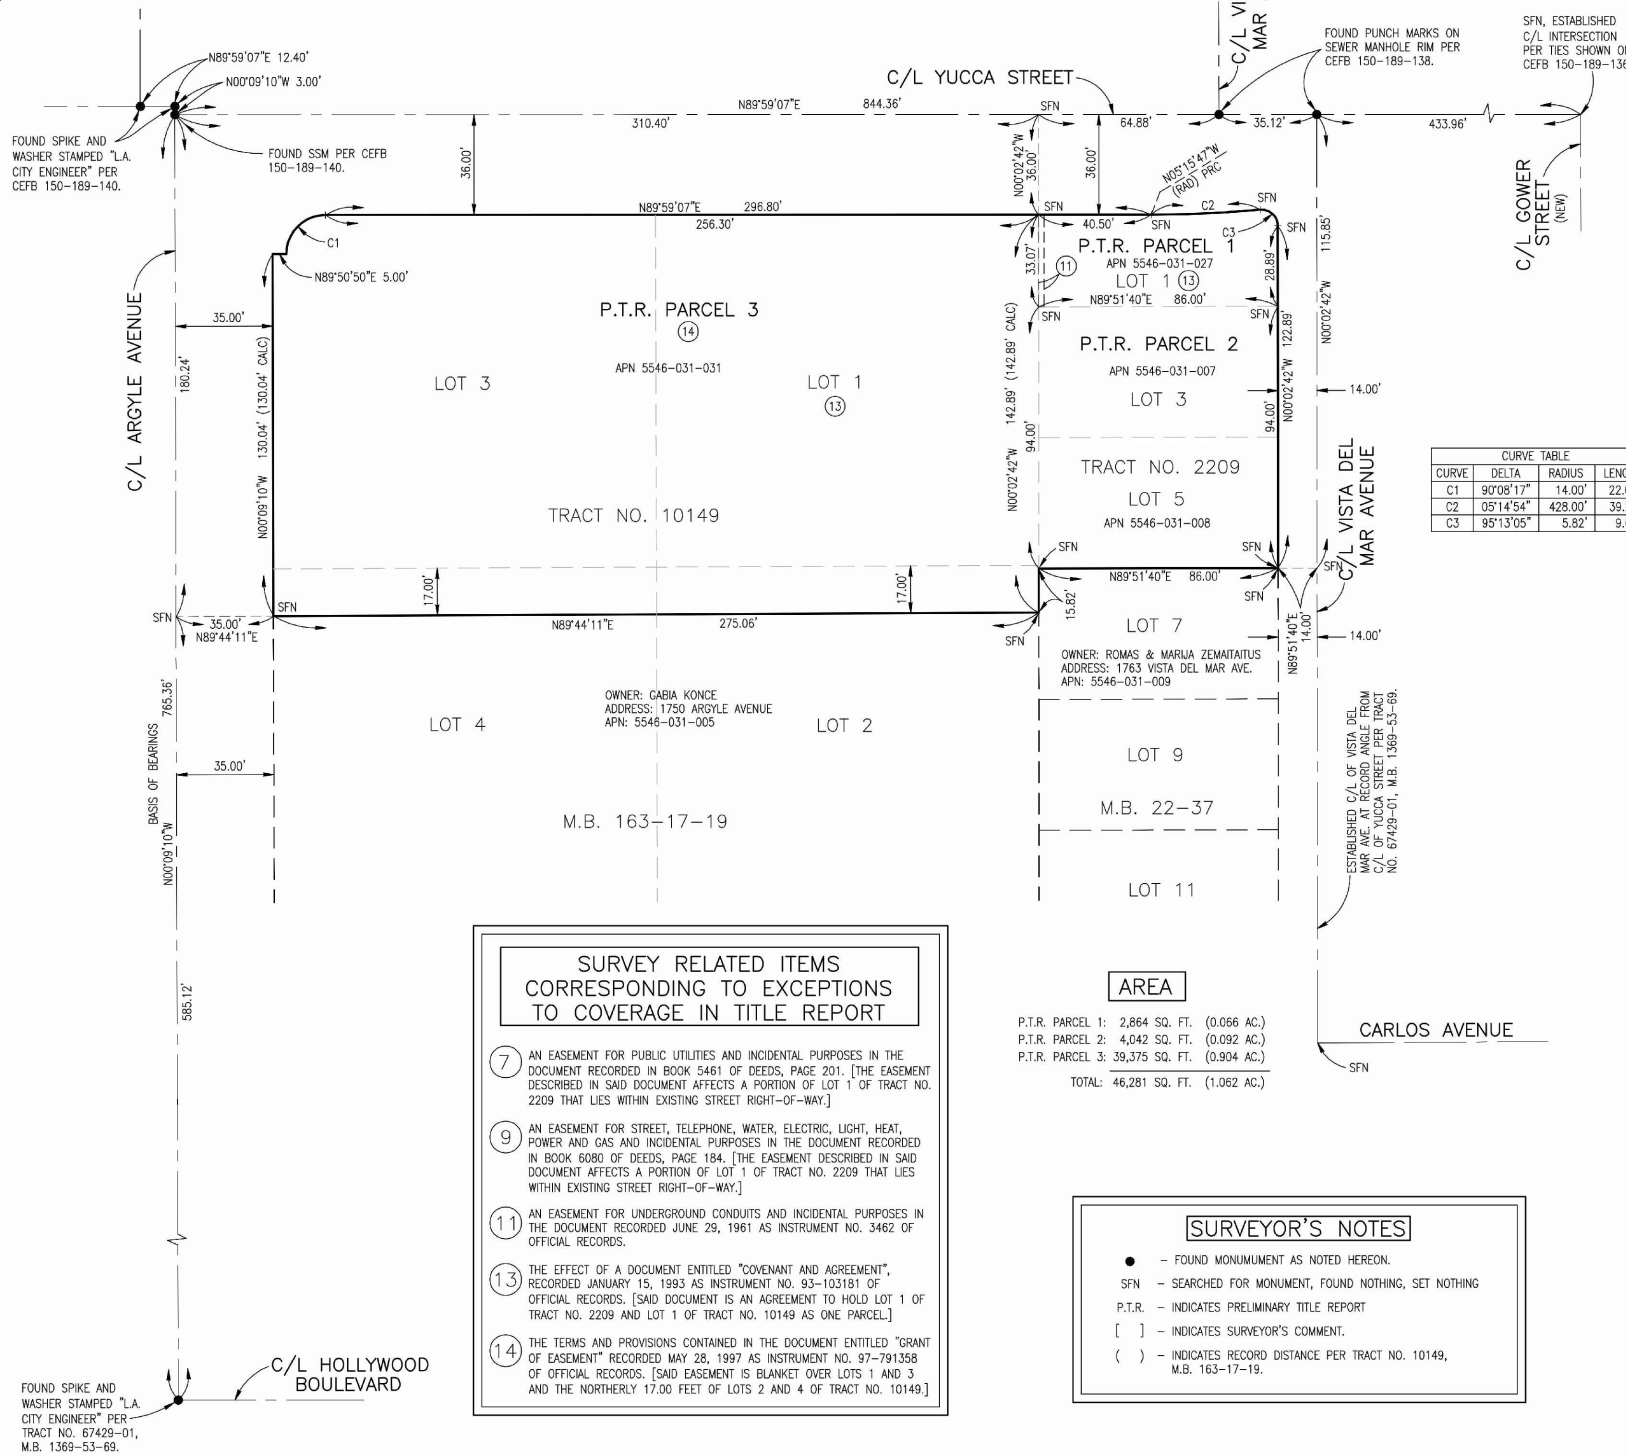 N89°59'07"E 12.40'
N00°09'10"W 3.00'
FOUND SPIKE AND
WASHER STAMPED "L.A.
CITY ENGINEER" PER
CEFB 150-189-140.
FOUND SSM PER CEFB
150-189-140.
C/L YUCCA STREET
N89°59'07"E 844.36'
310.40'
SFN
64.88'
35.12'
433.96'
C/L VI
MAR
FOUND PUNCH MARKS ON
SEWER MANHOLE RIM PER
CEFB 150-189-138.
SFN, ESTABLISHED
C/L INTERSECTION
PER TIES SHOWN O
CEFB 150-189-136
C/L GOWER
STREET
(NEW)
36.00'
N00°02'42"W
36.00'
36.00'
N05°15'47"W
(RAD) PRC
N89°59'07"E 296.80'
256.30'
SFN
40.50'
SFN
C2
SFN
C3
SFN
C1
N89°50'50"E 5.00'
C/L ARGYLE AVENUE
180.24'
35.00'
N00°09'10"W 130.04' (130.04' CALC)
P.T.R. PARCEL 3
14
APN 5546-031-031
LOT 3
LOT 1
13
TRACT NO. 10149
33.07'
11
P.T.R. PARCEL 1
APN 5546-031-027
LOT 1 13
N89°51'40"E 86.00'
SFN
SFN
28.89'
115.85'
N00°02'42"W
P.T.R. PARCEL 2
APN 5546-031-007
LOT 3
N00°02'42"W 142.89' (142.89' CALC)
94.00'
94.00'
N00°02'42"W 122.89'
14.00'
TRACT NO. 2209
LOT 5
APN 5546-031-008
C/L VISTA DEL
MAR AVENUE
CURVE TABLE
CURVE DELTA RADIUS LENG
C1 90°08'17" 14.00' 22.0
C2 05°14'54" 428.00' 39.
C3 95°13'05" 5.82' 9.
SFN
SFN
SFN
N89°51'40"E 86.00'
SFN
17.00'
17.00'
SFN
SFN
35.00'
N89°44'11"E
N89°44'11"E 275.06'
15.82'
SFN
LOT 7
N89°51'40"E
14.00'
14.00'
OWNER: ROMAS & MARIJA ZEMAITAITUS
ADDRESS: 1763 VISTA DEL MAR AVE.
APN: 5546-031-009
OWNER: GABIA KONCE
ADDRESS: 1750 ARGYLE AVENUE
APN: 5546-031-005
LOT 4
LOT 2
LOT 9
M.B. 163-17-19
M.B. 22-37
LOT 11
BASIS OF BEARINGS
N00°09'10"W 765.36'
35.00'
585.12'
ESTABLISHED C/L OF VISTA DEL
MAR AVE. AT RECORD ANGLE FROM
C/L OF YUCCA STREET PER TRACT
NO. 67429-01, M.B. 1369-53-69.
SURVEY RELATED ITEMS
CORRESPONDING TO EXCEPTIONS
TO COVERAGE IN TITLE REPORT
7 AN EASEMENT FOR PUBLIC UTILITIES AND INCIDENTAL PURPOSES IN THE
DOCUMENT RECORDED IN BOOK 5461 OF DEEDS, PAGE 201. [THE EASEMENT
DESCRIBED IN SAID DOCUMENT AFFECTS A PORTION OF LOT 1 OF TRACT NO.
2209 THAT LIES WITHIN EXISTING STREET RIGHT-OF-WAY.]
9 AN EASEMENT FOR STREET, TELEPHONE, WATER, ELECTRIC, LIGHT, HEAT,
POWER AND GAS AND INCIDENTAL PURPOSES IN THE DOCUMENT RECORDED
IN BOOK 6080 OF DEEDS, PAGE 184. [THE EASEMENT DESCRIBED IN SAID
DOCUMENT AFFECTS A PORTION OF LOT 1 OF TRACT NO. 2209 THAT LIES
WITHIN EXISTING STREET RIGHT-OF-WAY.]
11 AN EASEMENT FOR UNDERGROUND CONDUITS AND INCIDENTAL PURPOSES IN
THE DOCUMENT RECORDED JUNE 29, 1961 AS INSTRUMENT NO. 3462 OF
OFFICIAL RECORDS.
13 THE EFFECT OF A DOCUMENT ENTITLED "COVENANT AND AGREEMENT",
RECORDED JANUARY 15, 1993 AS INSTRUMENT NO. 93-103181 OF
OFFICIAL RECORDS. [SAID DOCUMENT IS AN AGREEMENT TO HOLD LOT 1 OF
TRACT NO. 2209 AND LOT 1 OF TRACT NO. 10149 AS ONE PARCEL.]
14 THE TERMS AND PROVISIONS CONTAINED IN THE DOCUMENT ENTITLED "GRANT
OF EASEMENT" RECORDED MAY 28, 1997 AS INSTRUMENT NO. 97-791358
OF OFFICIAL RECORDS. [SAID EASEMENT IS BLANKET OVER LOTS 1 AND 3
AND THE NORTHERLY 17.00 FEET OF LOTS 2 AND 4 OF TRACT NO. 10149.]
AREA
P.T.R. PARCEL 1: 2,864 SQ. FT. (0.066 AC.)
P.T.R. PARCEL 2: 4,042 SQ. FT. (0.092 AC.)
P.T.R. PARCEL 3: 39,375 SQ. FT. (0.904 AC.)
TOTAL: 46,281 SQ. FT. (1.062 AC.)
CARLOS AVENUE
SFN
SURVEYOR'S NOTES
- FOUND MONUMUMENT AS NOTED HEREON.
SFN - SEARCHED FOR MONUMENT, FOUND NOTHING, SET NOTHING
P.T.R. - INDICATES PRELIMINARY TITLE REPORT
[ ] - INDICATES SURVEYOR'S COMMENT.
( ) - INDICATES RECORD DISTANCE PER TRACT NO. 10149,
M.B. 163-17-19.
C/L HOLLYWOOD
BOULEVARD
FOUND SPIKE AND
WASHER STAMPED "L.A.
CITY ENGINEER" PER
TRACT NO. 67429-01,
M.B. 1369-53-69.